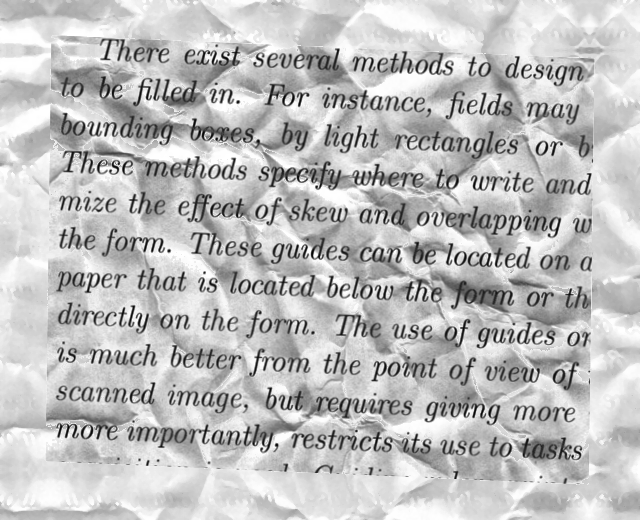 There exist several methods to design
to be filled in. For instance, fields may
bounding boxes, by light rectangles or b
These methods specify where to write and
mize the effect of skew and overlapping w
the form. These guides can be located on a
paper that is located below the form or th
directly on the form. The use of guides or
is much better from the point of view of
scanned image, but requires giving more
more importantly, restricts its use to tasks